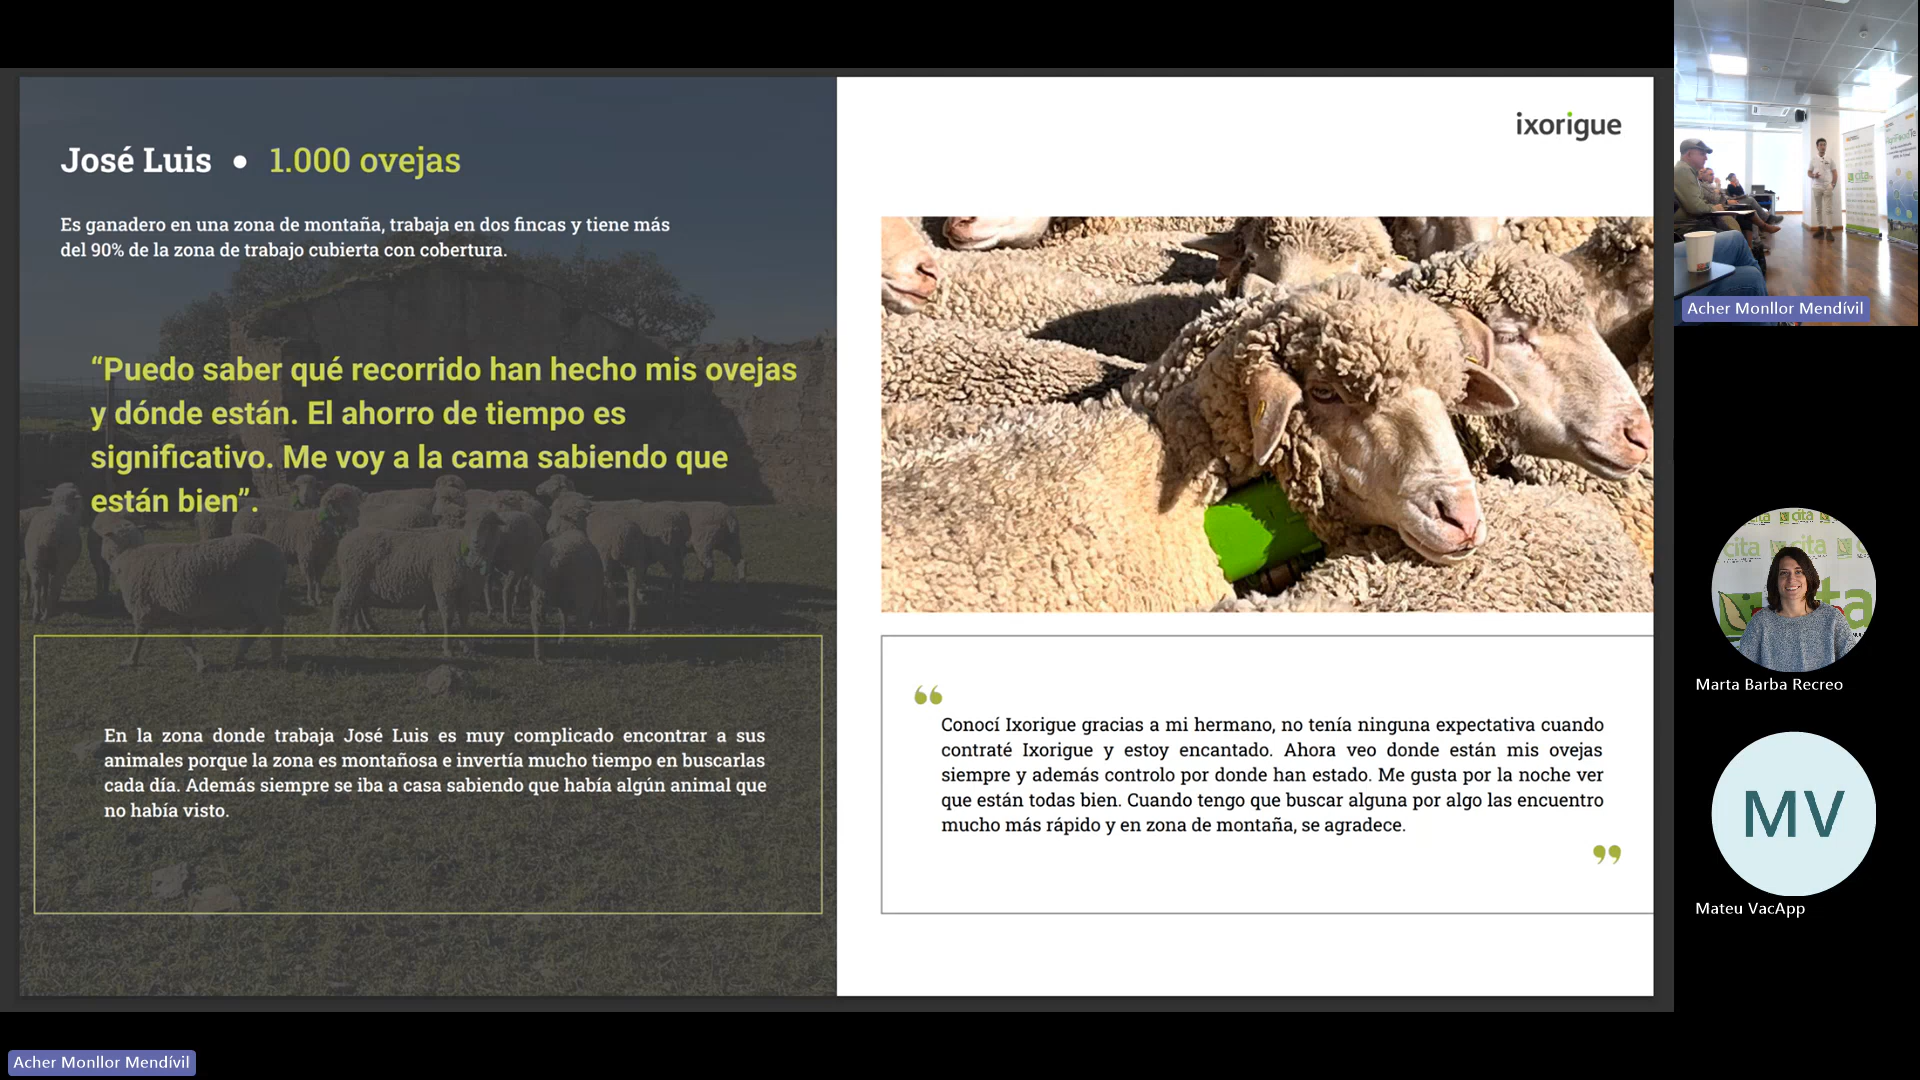 José Luis • 1.000 ovejas
Es ganadero en una zona de montaña, trabaja en dos fincas y tiene más
del 90% de la zona de trabajo cubierta con cobertura.
“Puedo saber qué recorrido han hecho mis ovejas
y dónde están. El ahorro de tiempo es
significativo. Me voy a la cama sabiendo que
están bien”.
En la zona donde trabaja José Luis es muy complicado encontrar a sus
animales porque la zona es montañosa e invertía mucho tiempo en buscarlas
cada día. Además siempre se iba a casa sabiendo que había algún animal que
no había visto.
ixorigue
“
Conocí Ixorigue gracias a mi hermano, no tenía ninguna expectativa cuando
contraté Ixorigue y estoy encantado. Ahora veo donde están mis ovejas
siempre y además controlo por donde han estado. Me gusta por la noche ver
que están todas bien. Cuando tengo que buscar alguna por algo las encuentro
mucho más rápido y en zona de montaña, se agradece.
”
cita
Acher Monllor Mendívil
cita
cita
cita
Marta Barba Recreo
MV
Mateu VacApp
Acher Monllor Mendívil